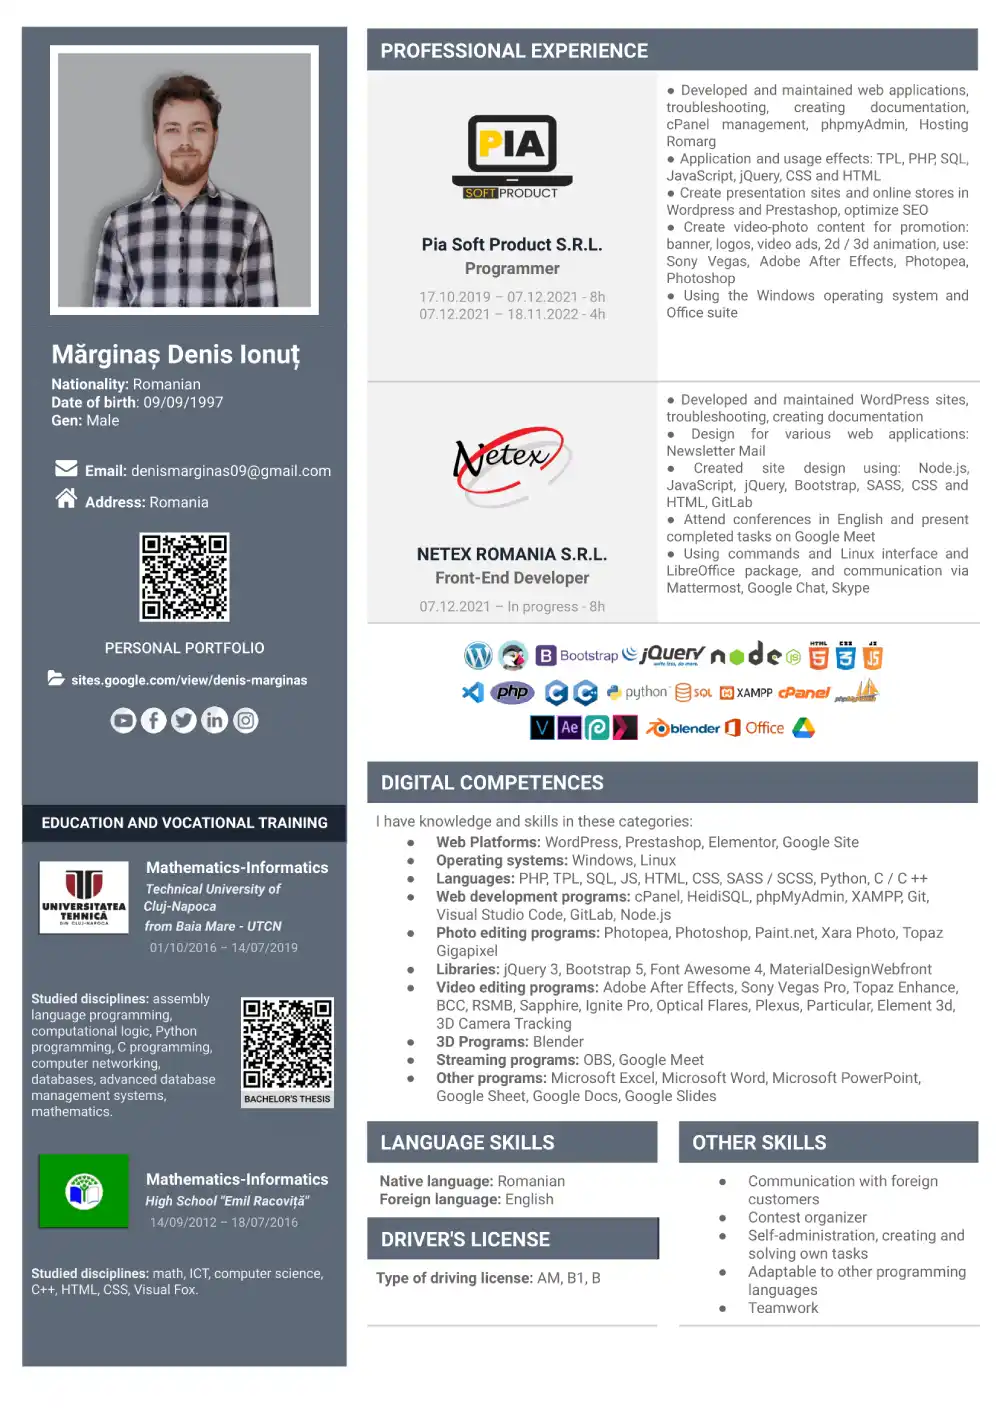 Mărginaș Denis Ionuț
Nationality: Romanian
Date of birth: 09/09/1997
Gen: Male
Email: denismarginas09@gmail.com
Address: Romania
PERSONAL PORTFOLIO
sites.google.com/view/denis-marginas
EDUCATION AND VOCATIONAL TRAINING
UNIVERSITATEA
TEHNICĂ
DIN CLUJ-NAPOCA
Mathematics-Informatics
Technical University of
Cluj-Napoca
from Baia Mare - UTCN
01/10/2016 – 14/07/2019
Studied disciplines: assembly
language programming,
computational logic, Python
programming, C programming,
computer networking,
databases, advanced database
management systems,
mathematics.
BACHELOR'S THESIS
Mathematics-Informatics
High School "Emil Racoviță"
14/09/2012 – 18/07/2016
Studied disciplines: math, ICT, computer science,
C++, HTML, CSS, Visual Fox.
PROFESSIONAL EXPERIENCE
PIA
SOFT PRODUCT
Pia Soft Product S.R.L.
Programmer
17.10.2019 – 07.12.2021 - 8h
07.12.2021 – 18.11.2022 - 4h
● Developed and maintained web applications,
troubleshooting, creating documentation,
cPanel management, phpmyAdmin, Hosting
Romarg
● Application and usage effects: TPL, PHP, SQL,
JavaScript, jQuery, CSS and HTML
● Create presentation sites and online stores in
Wordpress and Prestashop, optimize SEO
● Create video-photo content for promotion:
banner, logos, video ads, 2d / 3d animation, use:
Sony Vegas, Adobe After Effects, Photopea,
Photoshop
● Using the Windows operating system and
Office suite
Netex
NETEX ROMANIA S.R.L.
Front-End Developer
07.12.2021 – In progress - 8h
● Developed and maintained WordPress sites,
troubleshooting, creating documentation
● Design for various web applications:
Newsletter Mail
● Created site design using: Node.js,
JavaScript, jQuery, Bootstrap, SASS, CSS and
HTML, GitLab
● Attend conferences in English and present
completed tasks on Google Meet
● Using commands and Linux interface and
LibreOffice package, and communication via
Mattermost, Google Chat, Skype
B Bootstrap jQuery write less, do more. node JS HTML 5 CSS 3 JS
php C C++ python SQL XAMPP cPanel phpMyAdmin
V Ae blender Office
DIGITAL COMPETENCES
I have knowledge and skills in these categories:
● Web Platforms: WordPress, Prestashop, Elementor, Google Site
● Operating systems: Windows, Linux
● Languages: PHP, TPL, SQL, JS, HTML, CSS, SASS / SCSS, Python, C / C ++
● Web development programs: cPanel, HeidiSQL, phpMyAdmin, XAMPP, Git,
Visual Studio Code, GitLab, Node.js
● Photo editing programs: Photopea, Photoshop, Paint.net, Xara Photo, Topaz
Gigapixel
● Libraries: jQuery 3, Bootstrap 5, Font Awesome 4, MaterialDesignWebfront
● Video editing programs: Adobe After Effects, Sony Vegas Pro, Topaz Enhance,
BCC, RSMB, Sapphire, Ignite Pro, Optical Flares, Plexus, Particular, Element 3d,
3D Camera Tracking
● 3D Programs: Blender
● Streaming programs: OBS, Google Meet
● Other programs: Microsoft Excel, Microsoft Word, Microsoft PowerPoint,
Google Sheet, Google Docs, Google Slides
LANGUAGE SKILLS
Native language: Romanian
Foreign language: English
DRIVER'S LICENSE
Type of driving license: AM, B1, B
OTHER SKILLS
● Communication with foreign
customers
● Contest organizer
● Self-administration, creating and
solving own tasks
● Adaptable to other programming
languages
● Teamwork